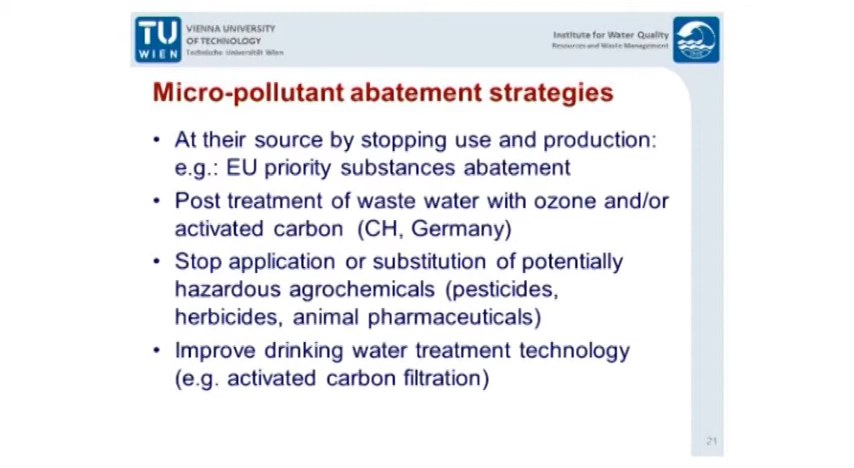 TU
WIEN
VIENNA UNIVERSITY
OF TECHNOLOGY
Technische Universität Wien
Institute for Water Quality
Resources and Waste Management
Micro-pollutant abatement strategies
• At their source by stopping use and production:
e.g.: EU priority substances abatement
• Post treatment of waste water with ozone and/or
activated carbon (CH, Germany)
• Stop application or substitution of potentially
hazardous agrochemicals (pesticides,
herbicides, animal pharmaceuticals)
• Improve drinking water treatment technology
(e.g. activated carbon filtration)
21